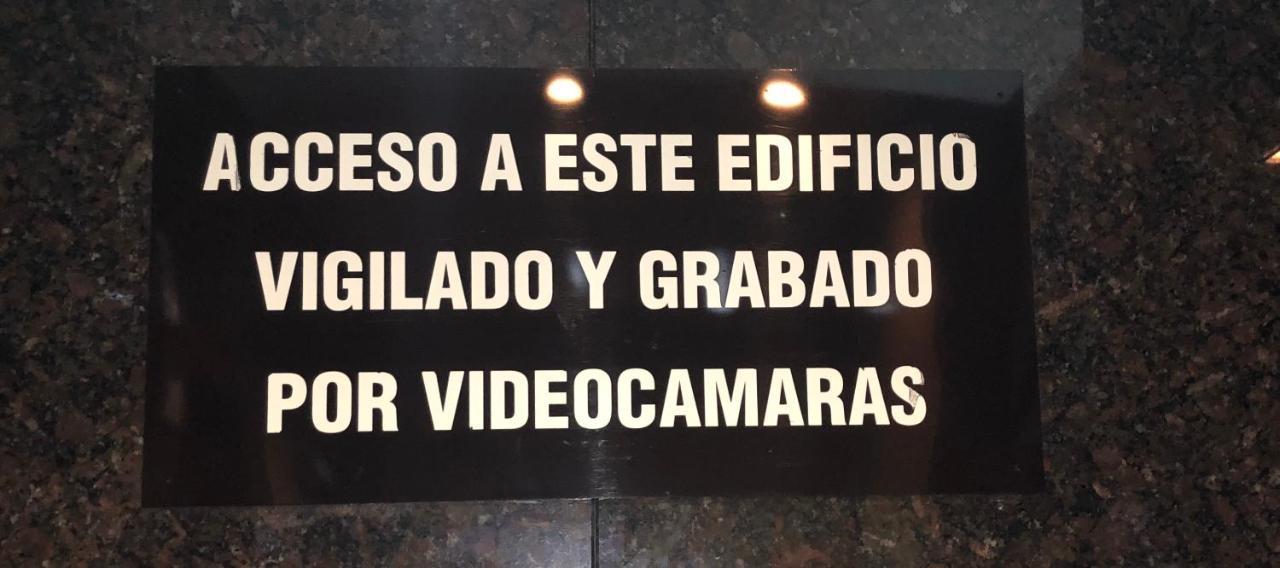 ACCESO A ESTE EDIFICIO
VIGILADO Y GRABADO
POR VIDEOCAMARAS